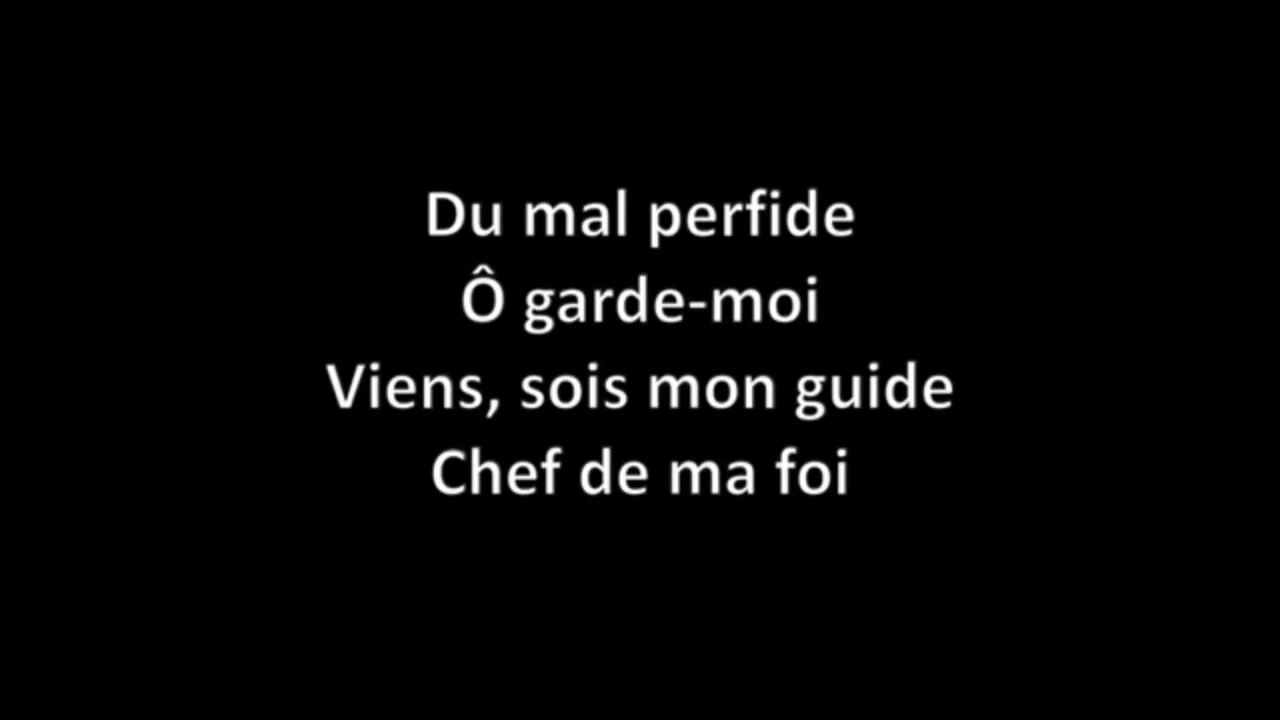 Du mal perfide
Ô garde-moi
Viens, sois mon guide
Chef de ma foi